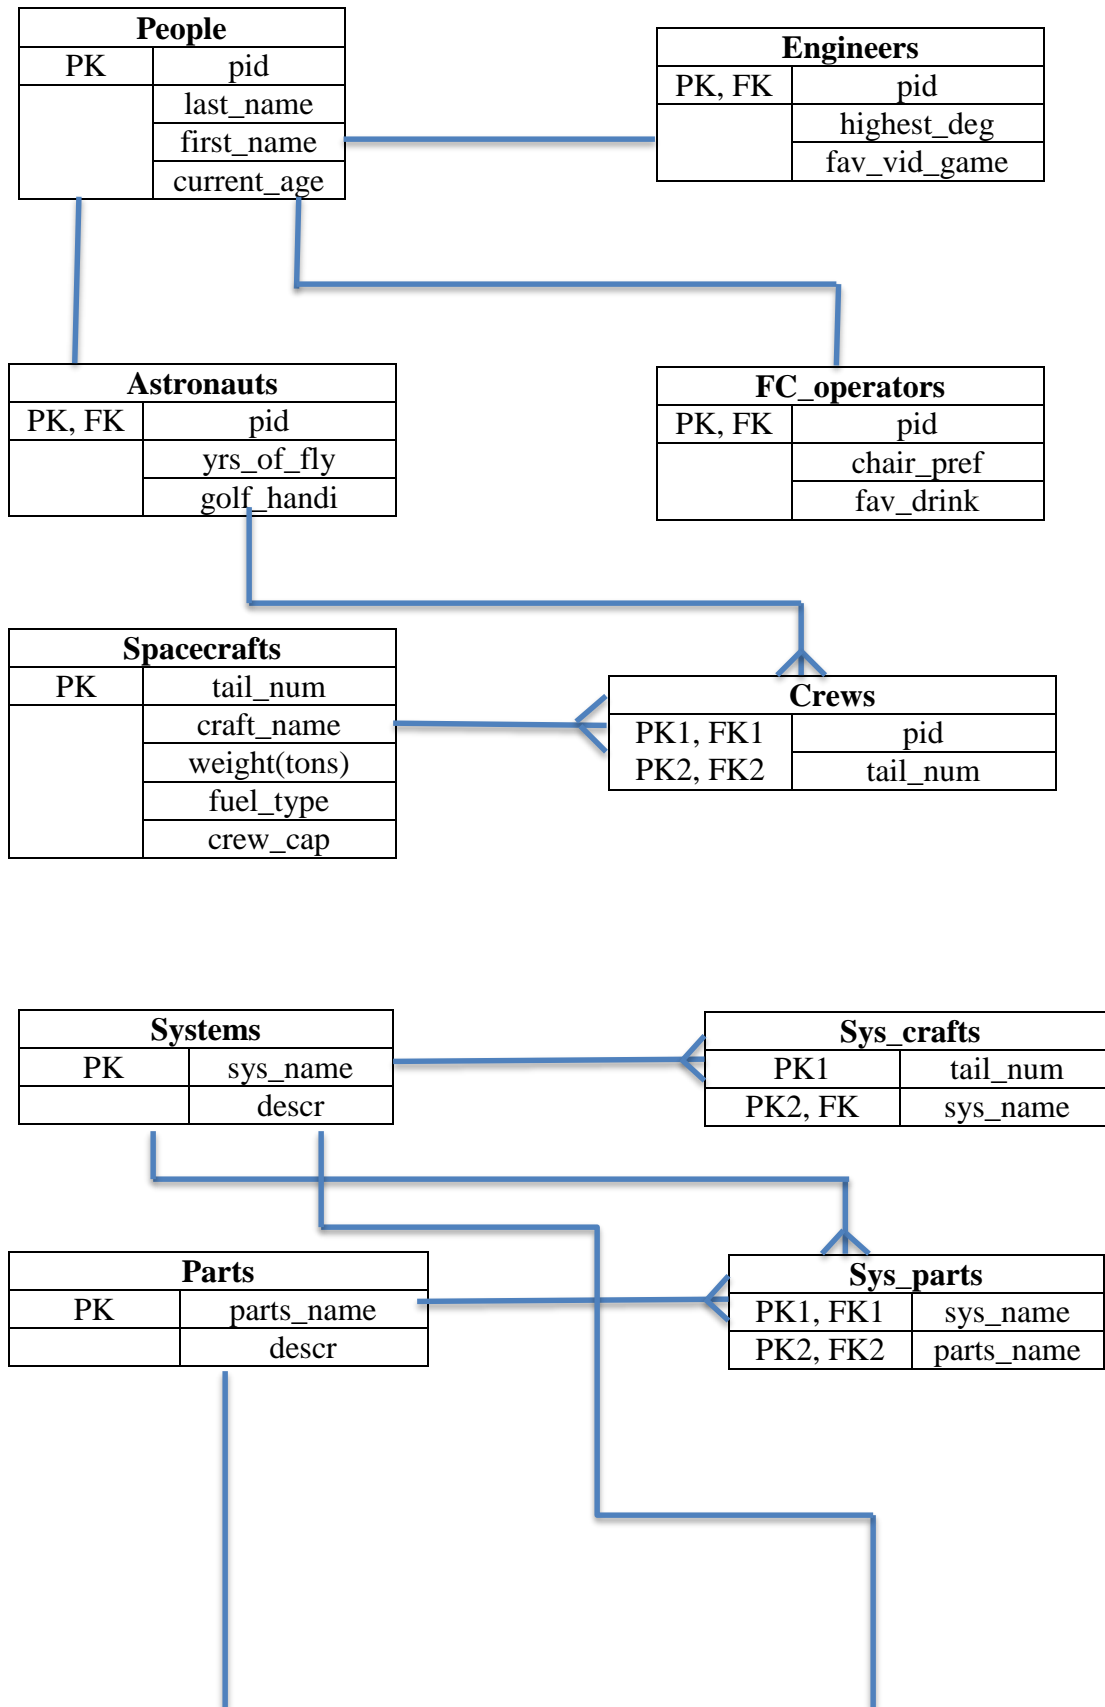 People
PK pid
last_name
first_name
current_age
Engineers
PK, FK pid
highest_deg
fav_vid_game
Astronauts
PK, FK pid
yrs_of_fly
golf_handi
FC_operators
PK, FK pid
chair_pref
fav_drink
Spacecrafts
PK tail_num
craft_name
weight(tons)
fuel_type
crew_cap
Crews
PK1, FK1 pid
PK2, FK2 tail_num
Systems
PK sys_name
descr
Sys_crafts
PK1 tail_num
PK2, FK sys_name
Parts
PK parts_name
descr
Sys_parts
PK1, FK1 sys_name
PK2, FK2 parts_name